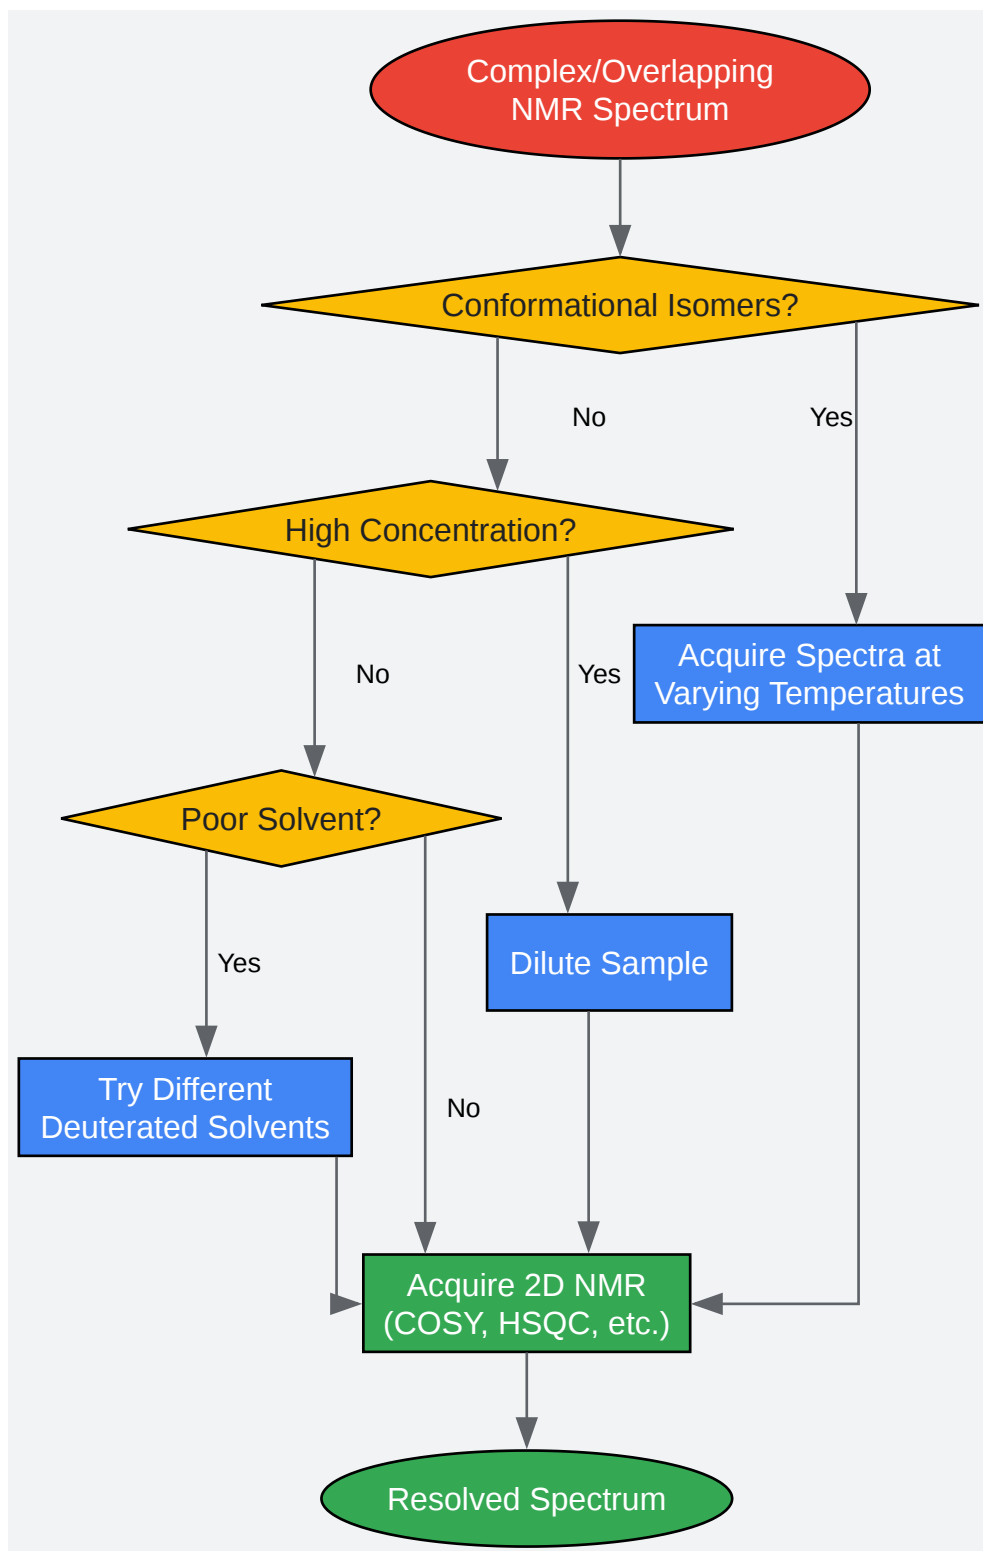 Complex/Overlapping
NMR Spectrum
Conformational Isomers?
No
Yes
High Concentration?
No
Yes
Acquire Spectra at
Varying Temperatures
Poor Solvent?
Yes
Dilute Sample
Try Different
Deuterated Solvents
No
Acquire 2D NMR
(COSY, HSQC, etc.)
Resolved Spectrum